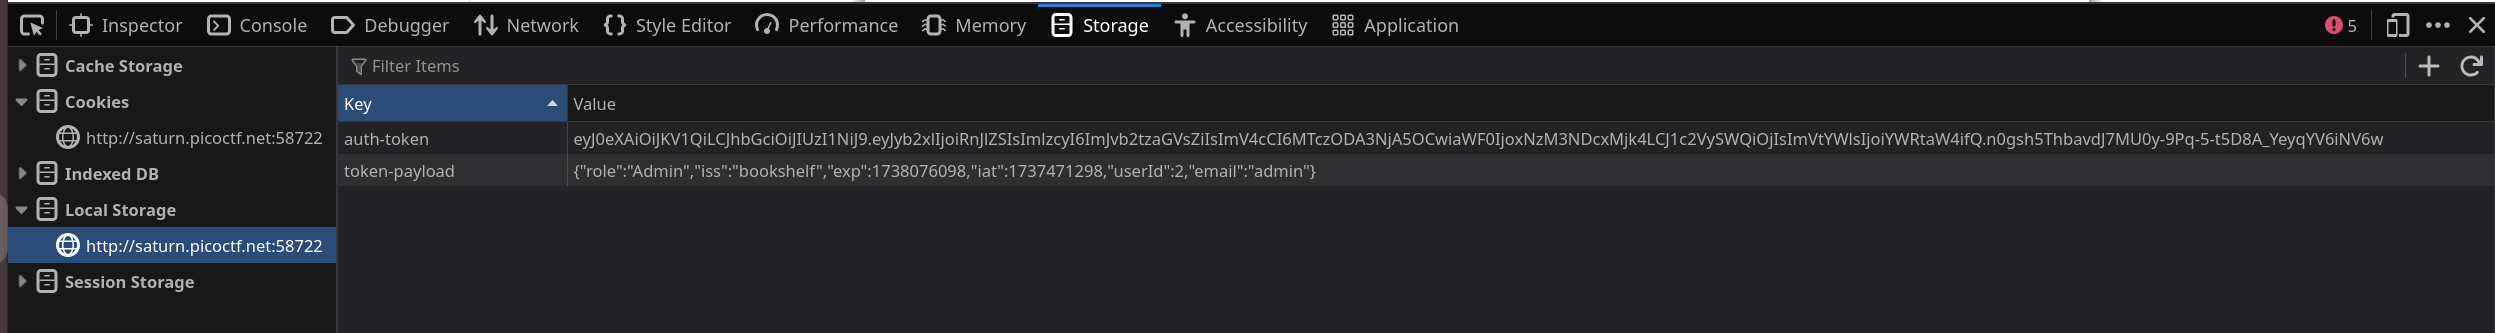 Inspector Console Debugger Network Style Editor Performance Memory Storage Accessibility Application 5
Cache Storage
Cookies
http://saturn.picoctf.net:58722
Indexed DB
Local Storage
http://saturn.picoctf.net:58722
Session Storage
Filter Items
Key Value
auth-token eyJ0eXAiOiJKV1QiLCJhbGciOiJIUzI1NiJ9.eyJyb2xlIjoiRnJlZSIsImlzcyI6ImJvb2tzaGVsZiIsImV4cCI6MTczODA3NjA5OCwiaWF0IjoxNzM3NDcxMjk4LCJ1c2VySWQiOjIsImVtYWlsIjoiYWRtaW4ifQ.n0gsh5ThbavdJ7MU0y-9Pq-5-t5D8A_YeyqYV6iNV6w
token-payload {"role":"Admin","iss":"bookshelf","exp":1738076098,"iat":1737471298,"userId":2,"email":"admin"}